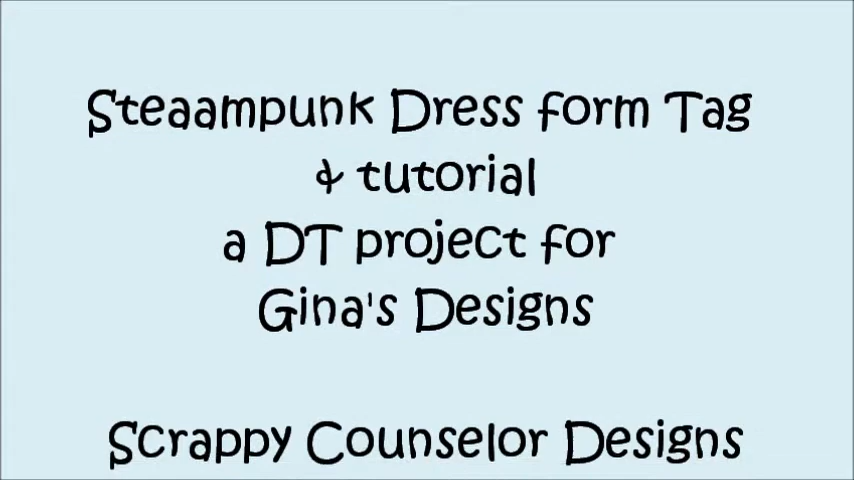 Steaampunk Dress form Tag
& tutorial
a DT project for
Gina's Designs
Scrappy Counselor Designs